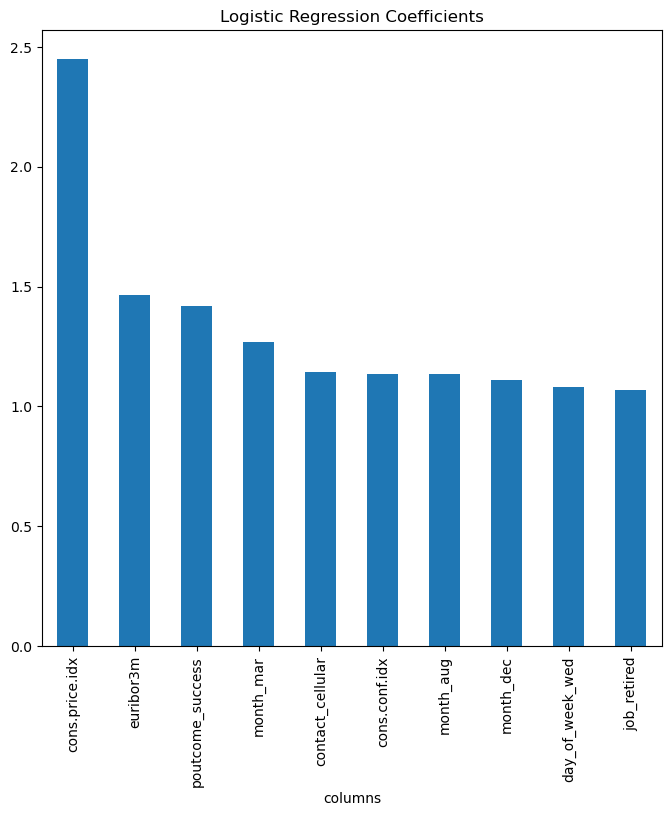 Logistic Regression Coefficients
2.5
2.0
1.5
1.0
0.5
0.0
cons.price.idx
euribor3m
poutcome_success
month_mar
contact_cellular
cons.conf.idx
month_aug
month_dec
day_of_week_wed
job_retired
columns